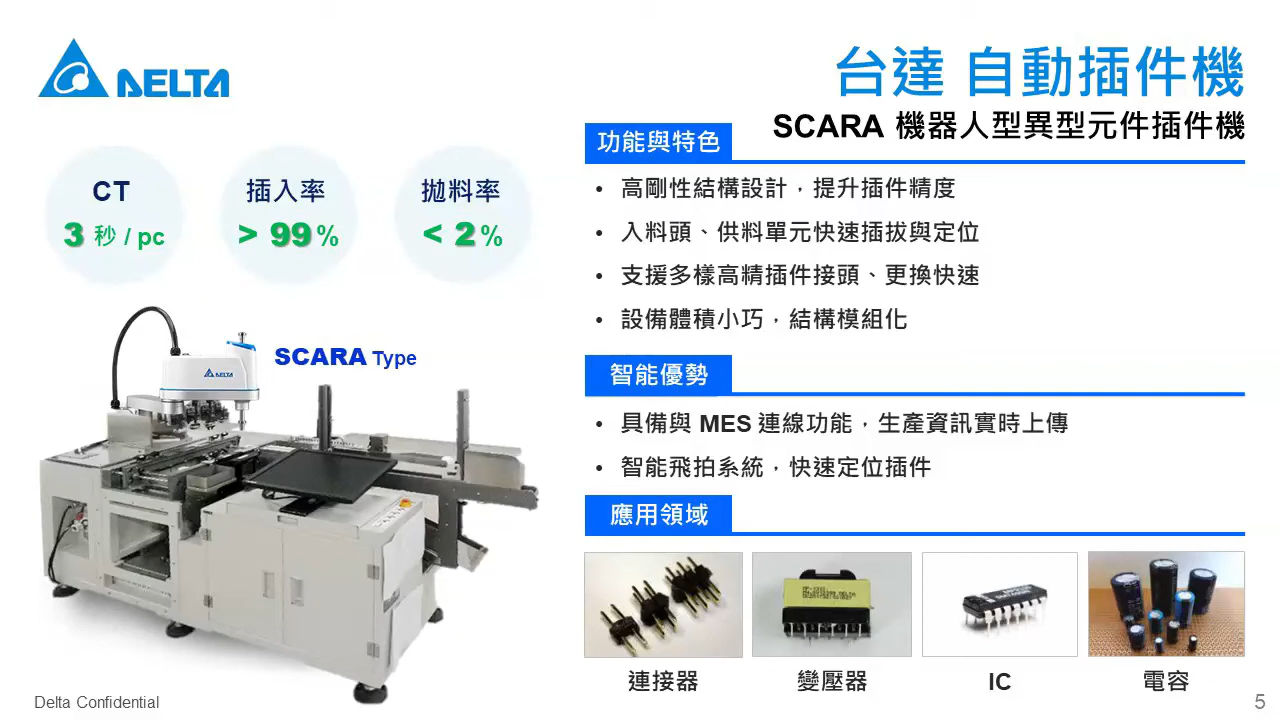 DELTA
台達 自動插件機
SCARA 機器人型異型元件插件機
CT
3 秒 / pc
插入率
> 99 %
拋料率
< 2 %
SCARA Type
DELTA
功能與特色
• 高剛性結構設計，提升插件精度
• 入料頭、供料單元快速插拔與定位
• 支援多樣高精插件接頭、更換快速
• 設備體積小巧，結構模組化
智能優勢
• 具備與 MES 連線功能，生產資訊實時上傳
• 智能飛拍系統，快速定位插件
應用領域
連接器
變壓器
IC
電容
Delta Confidential
5